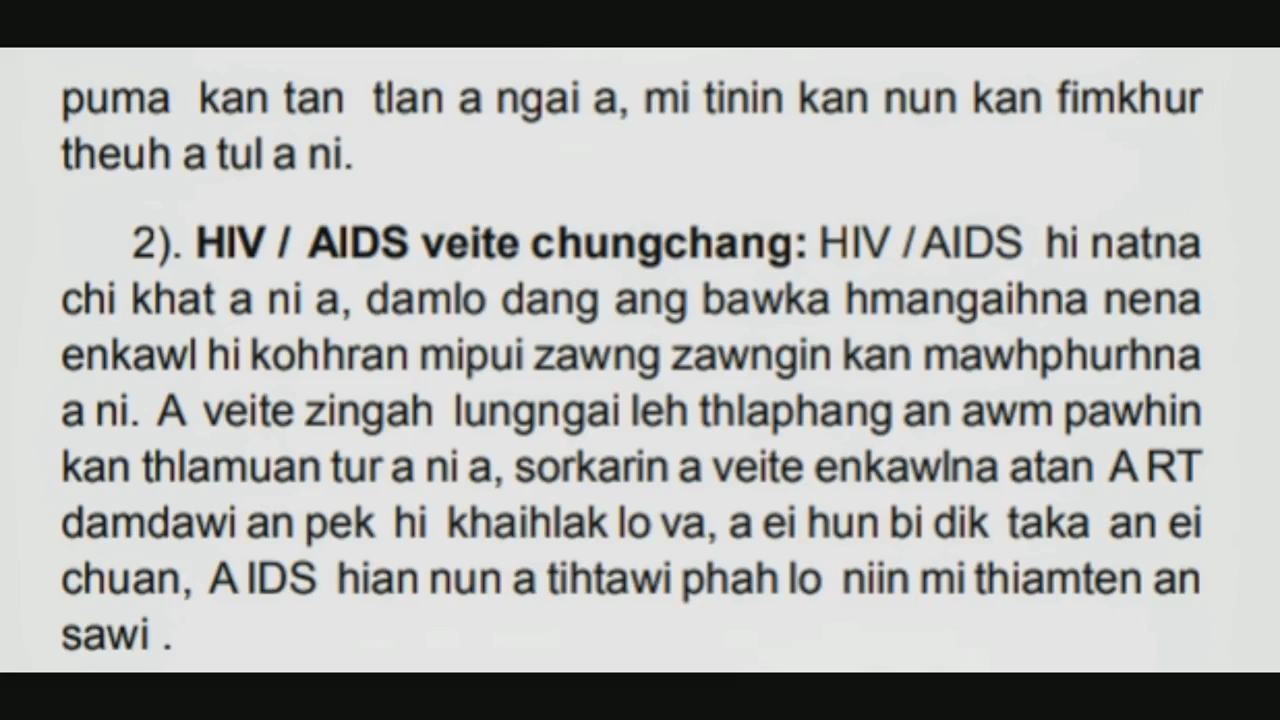 puma kan tan tlan a ngai a, mi tinin kan nun kan fimkhur
theuh a tul a ni.
2). HIV / AIDS veite chungchang: HIV / AIDS hi natna
chi khat a ni a, damlo dang ang bawka hmangaihna nena
enkawl hi kohhran mipui zawng zawngin kan mawhphurhna
a ni. A veite zingah lungngai leh thlaphang an awm pawhin
kan thlamuan tur a ni a, sorkarin a veite enkawlna atan A RT
damdawi an pek hi khaihlak lo va, a ei hun bi dik taka an ei
chuan, A IDS hian nun a tihtawi phah lo niin mi thiamten an
sawi .